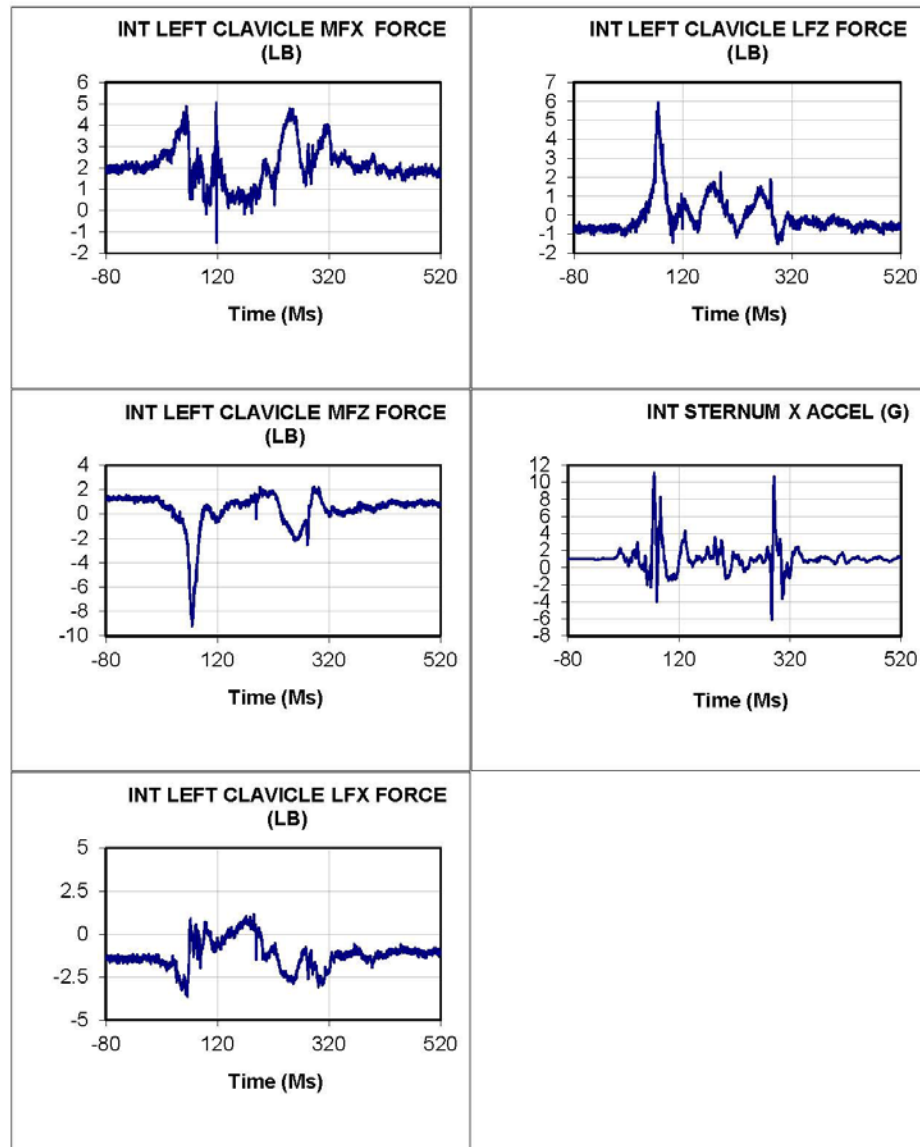 INT LEFT CLAVICLE MFX FORCE
(LB)
6
5
4
3
2
1
0
-1
-2
-80 120 320 520
Time (Ms)
INT LEFT CLAVICLE LFZ FORCE
(LB)
7
6
5
4
3
2
1
0
-1
-2
-80 120 320 520
Time (Ms)
INT LEFT CLAVICLE MFZ FORCE
(LB)
4
2
0
-2
-4
-6
-8
-10
-80 120 320 520
Time (Ms)
INT STERNUM X ACCEL (G)
12
10
8
6
4
2
0
-2
-4
-6
-8
-80 120 320 520
Time (Ms)
INT LEFT CLAVICLE LFX FORCE
(LB)
5
2.5
0
-2.5
-5
-80 120 320 520
Time (Ms)